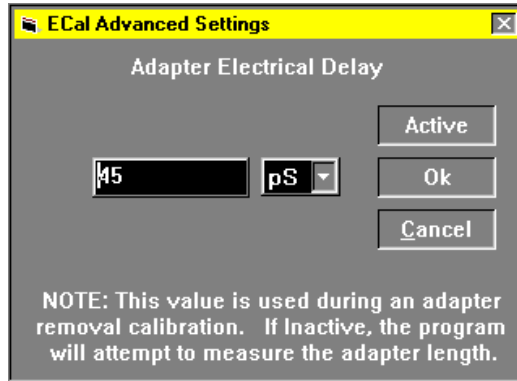 ECal Advanced Settings
Adapter Electrical Delay
Active
45
pS
Ok
Cancel
NOTE: This value is used during an adapter
removal calibration. If Inactive, the program
will attempt to measure the adapter length.